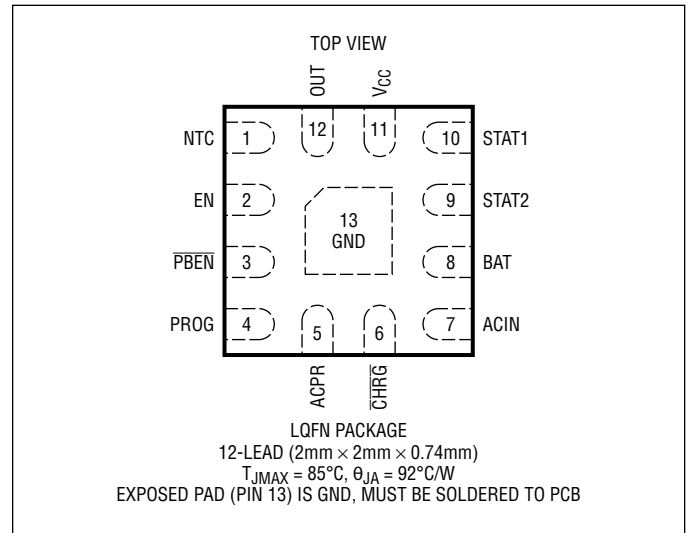 TOP VIEW
OUT
VCC
12
11
NTC 1
10 STAT1
EN 2
9 STAT2
13
GND
PBEN 3
8 BAT
PROG 4
5
6
7 ACIN
ACPR
CHRG
LQFN PACKAGE
12-LEAD (2mm × 2mm × 0.74mm)
TJMAX = 85°C, θJA = 92°C/W
EXPOSED PAD (PIN 13) IS GND, MUST BE SOLDERED TO PCB